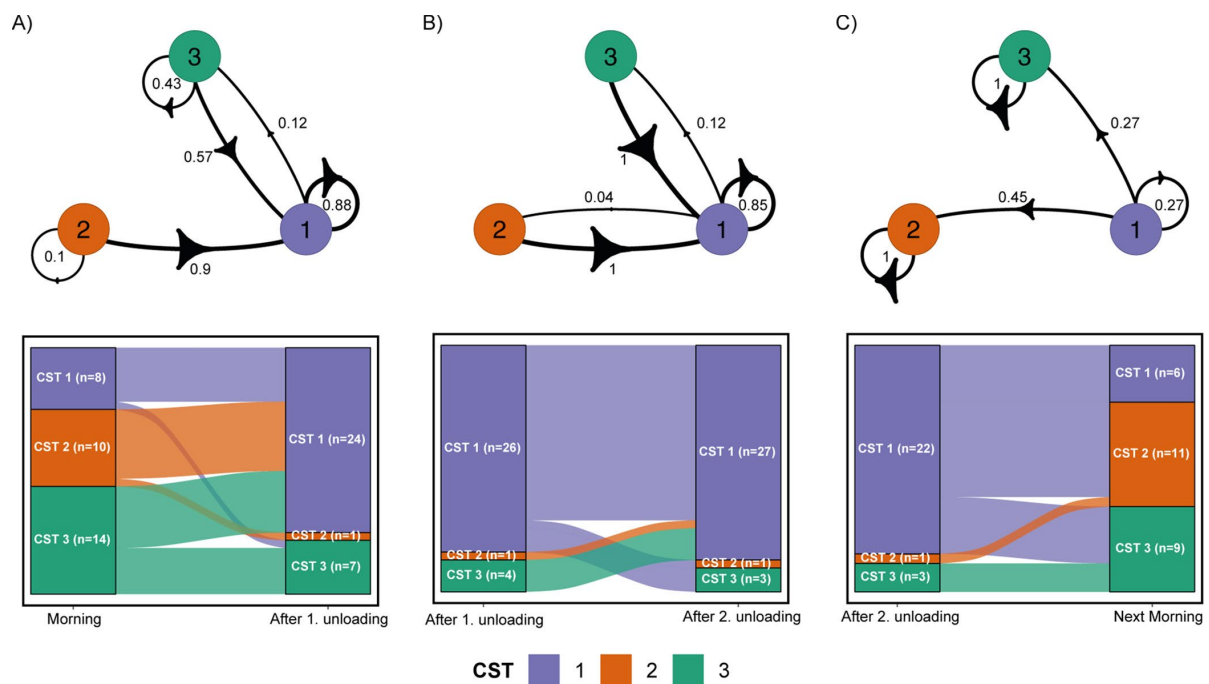 A)
B)
C)
3
0.43
0.12
0.57
2
0.1
0.9
1
0.88
3
0.12
1
0.04
2
1
1
0.85
3
1
0.27
0.45
2
1
1
0.27
CST 1 (n=8)
CST 2 (n=10)
CST 3 (n=14)
CST 1 (n=24)
CST 2 (n=1)
CST 3 (n=7)
Morning
After 1. unloading
CST 1 (n=26)
CST 2 (n=1)
CST 3 (n=4)
CST 1 (n=27)
CST 2 (n=1)
CST 3 (n=3)
After 1. unloading
After 2. unloading
CST 1 (n=22)
CST 2 (n=1)
CST 3 (n=3)
CST 1 (n=6)
CST 2 (n=11)
CST 3 (n=9)
After 2. unloading
Next Morning
CST 1 2 3